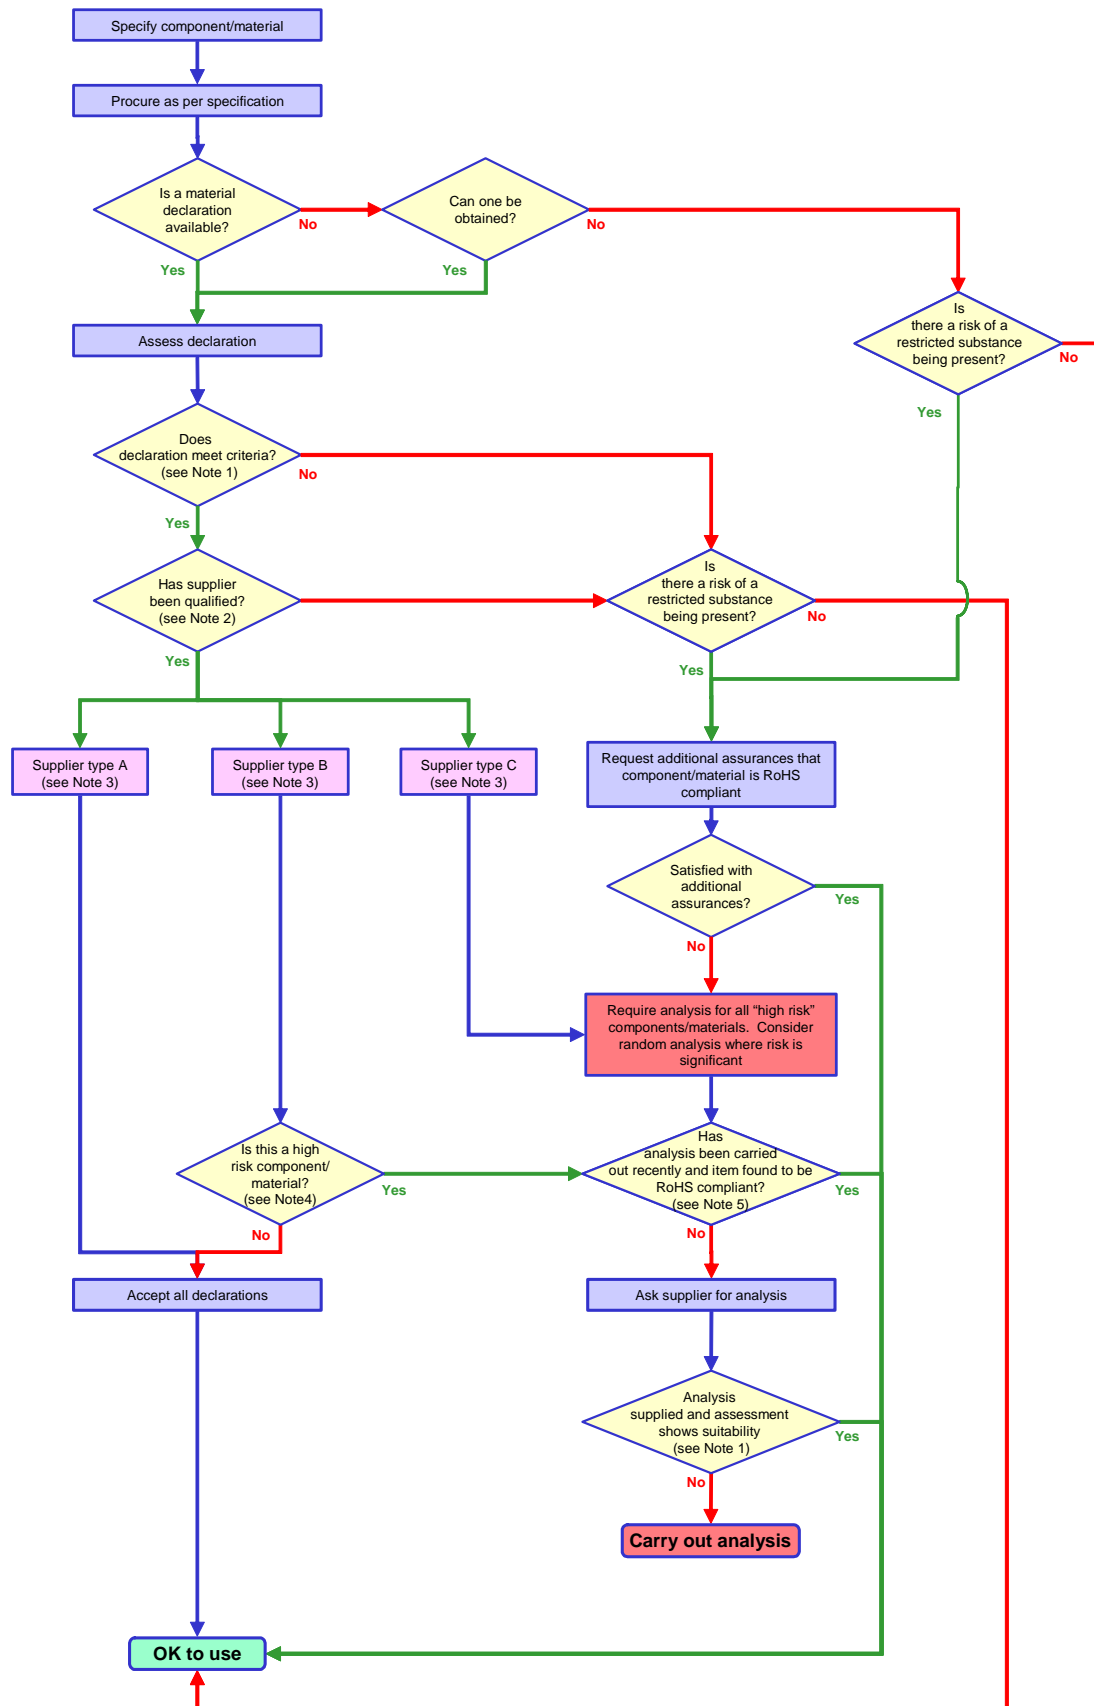 Specify component/material
Procure as per specification
Is a material
declaration
available?
No
Yes
Can one be
obtained?
No
Yes
Is
there a risk of a
restricted substance
being present?
No
Yes
Assess declaration
Does
declaration meet criteria?
(see Note 1)
No
Yes
Has supplier
been qualified?
(see Note 2)
Yes
Is
there a risk of a
restricted substance
being present?
No
Yes
Supplier type A
(see Note 3)
Supplier type B
(see Note 3)
Supplier type C
(see Note 3)
Request additional assurances that
component/material is RoHS
compliant
Satisfied with
additional
assurances?
Yes
No
Require analysis for all “high risk”
components/materials.  Consider
random analysis where risk is
significant
Is this a high
risk component/
material?
(see Note4)
Yes
No
Has
analysis been carried
out recently and item found to be
RoHS compliant?
(see Note 5)
Yes
No
Accept all declarations
Ask supplier for analysis
Analysis
supplied and assessment
shows suitability
(see Note 1)
Yes
No
Carry out analysis
OK to use